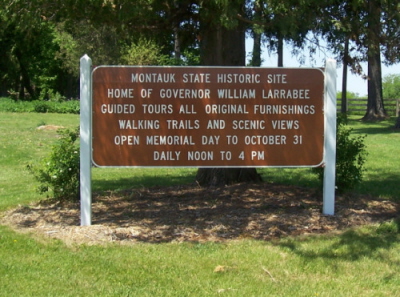 MONTAUK STATE HISTORIC SITE
HOME OF GOVERNOR WILLIAM LARRABEE
GUIDED TOURS ALL ORIGINAL FURNISHINGS
WALKING TRAILS AND SCENIC VIEWS
OPEN MEMORIAL DAY TO OCTOBER 31
DAILY NOON TO 4 PM